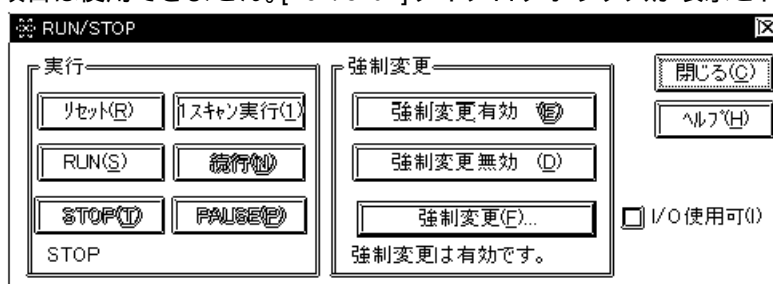 RUN/STOP
実行
リセット(R)
1スキャン実行(1)
RUN(S)
続行(N)
STOP(T)
PAUSE(P)
STOP
強制変更
強制変更有効 (E)
強制変更無効 (D)
強制変更(F)...
強制変更は有効です。
閉じる(C)
ヘルプ(H)
I/O使用可(I)